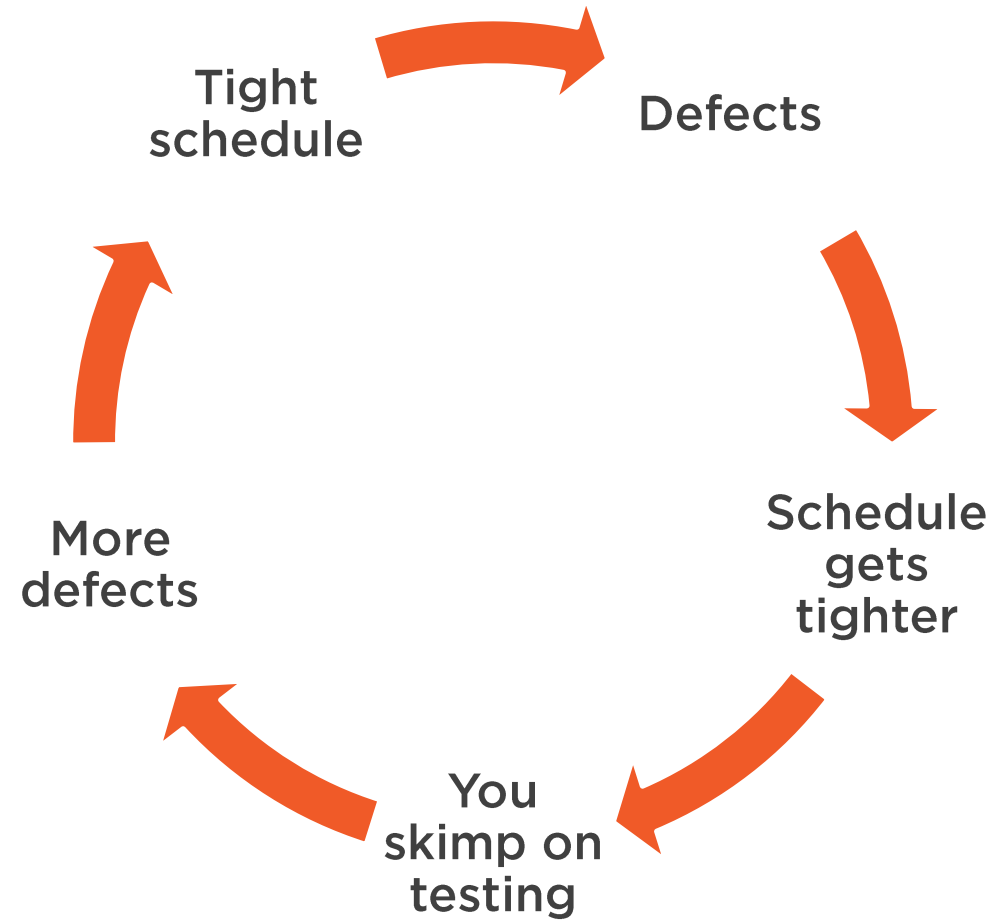 Tight
schedule
Defects
Schedule
gets
tighter
You
skimp on
testing
More
defects